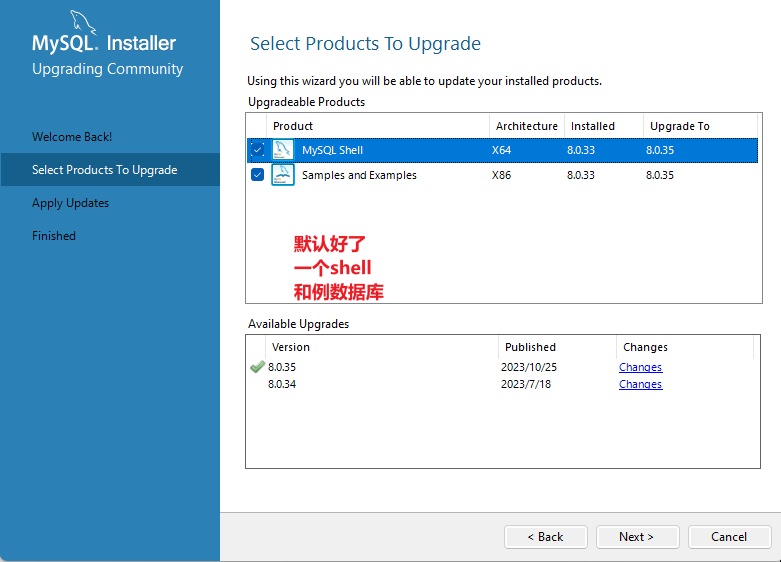 MySQL. Installer
Upgrading Community
Welcome Back!
Select Products To Upgrade
Apply Updates
Finished
Select Products To Upgrade
Using this wizard you will be able to update your installed products.
Upgradeable Products
Product Architecture Installed Upgrade To
MySQL Shell X64 8.0.33 8.0.35
Samples and Examples X86 8.0.33 8.0.35
默认好了
一个shell
和例数据库
Available Upgrades
Version Published Changes
8.0.35 2023/10/25 Changes
8.0.34 2023/7/18 Changes
< Back Next > Cancel